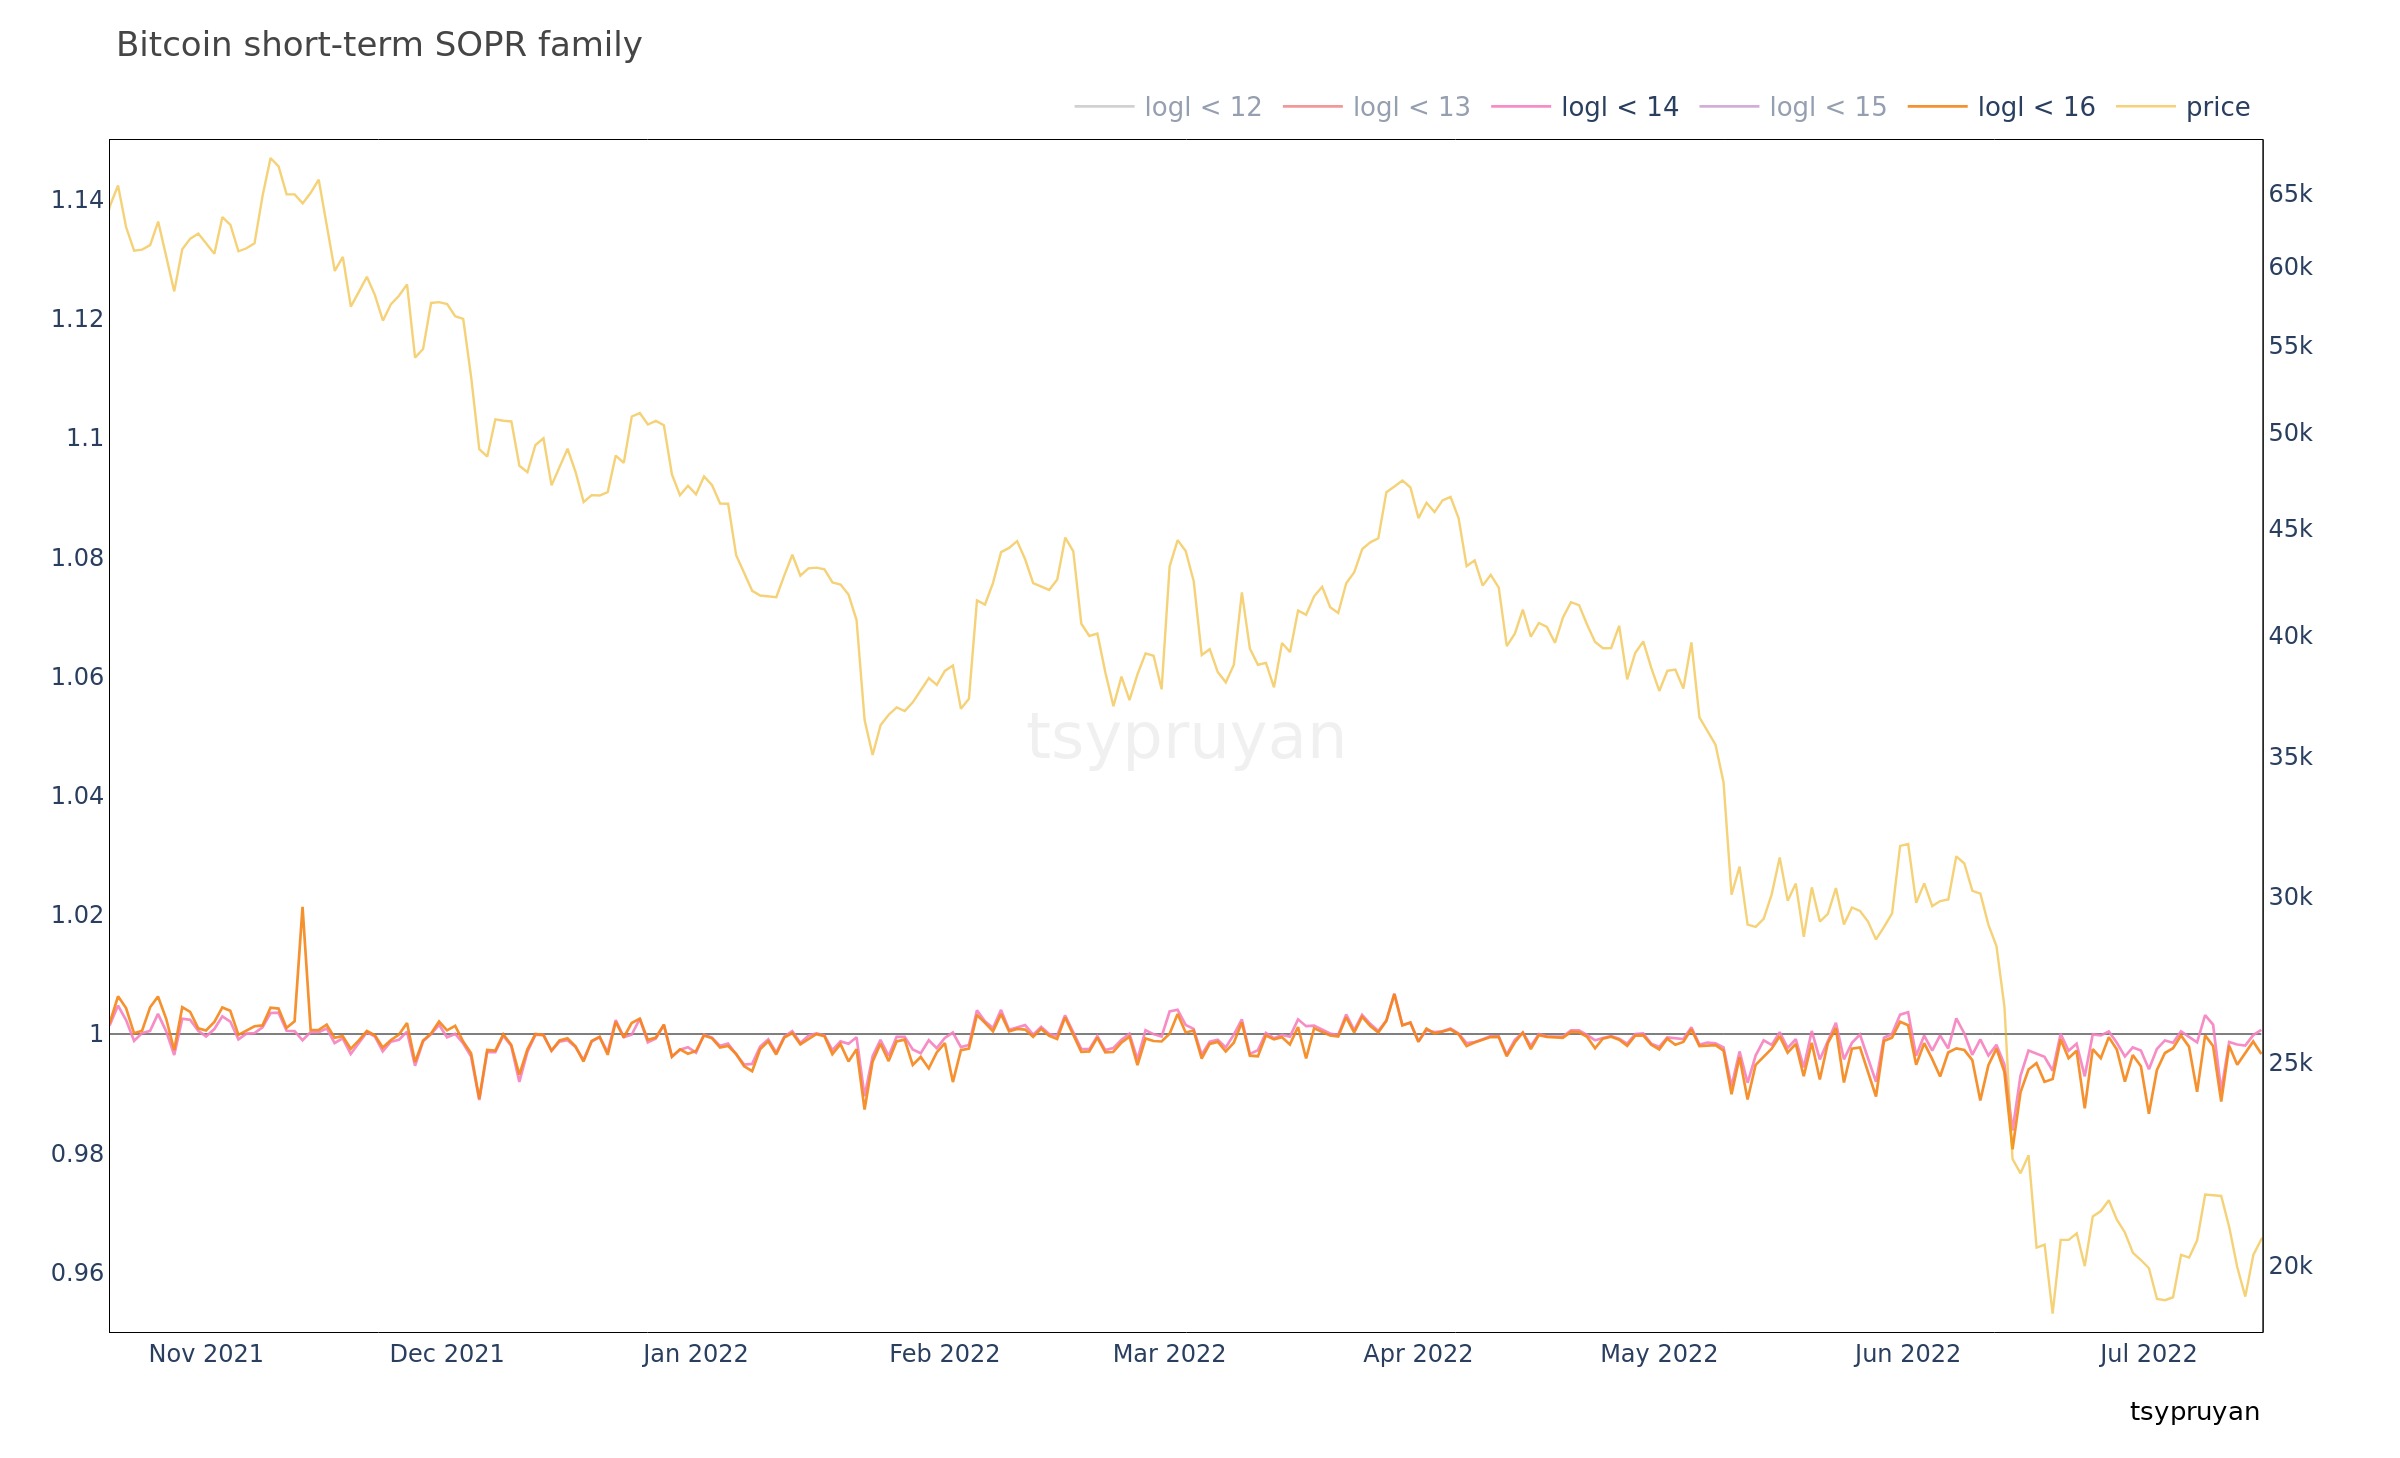 Bitcoin short-term SOPR family
logl < 12 logl < 13 logl < 14 logl < 15 logl < 16 price
1.14
1.12
1.1
1.08
1.06
1.04
1.02
1
0.98
0.96
65k
60k
55k
50k
45k
40k
35k
30k
25k
20k
tsypruyan
Nov 2021 Dec 2021 Jan 2022 Feb 2022 Mar 2022 Apr 2022 May 2022 Jun 2022 Jul 2022
tsypruyan